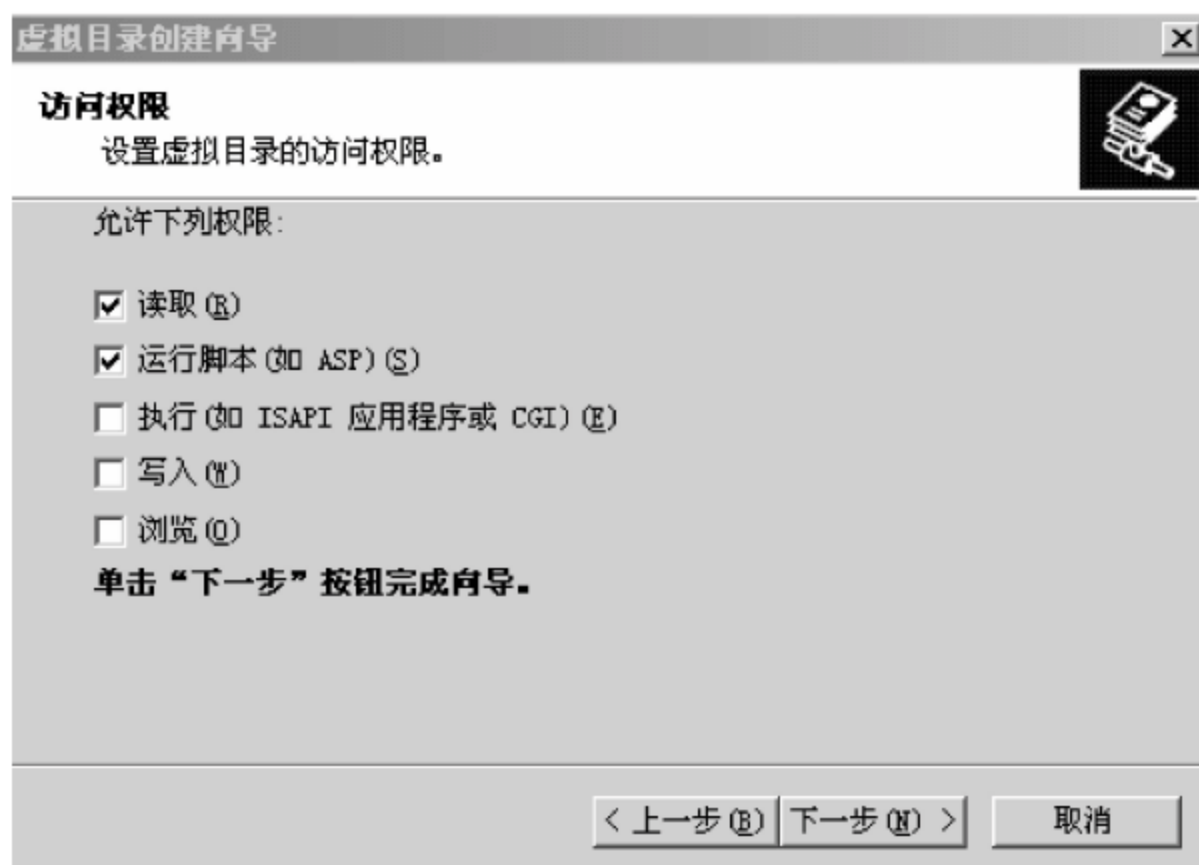 虚拟目录创建向导
访问权限
设置虚拟目录的访问权限。
允许下列权限:
读取(R)
运行脚本(如 ASP)(S)
执行(如 ISAPI 应用程序或 CGI)(E)
写入(W)
浏览(O)
单击“下一步”按钮完成向导。
< 上一步(B) 下一步(N) > 取消